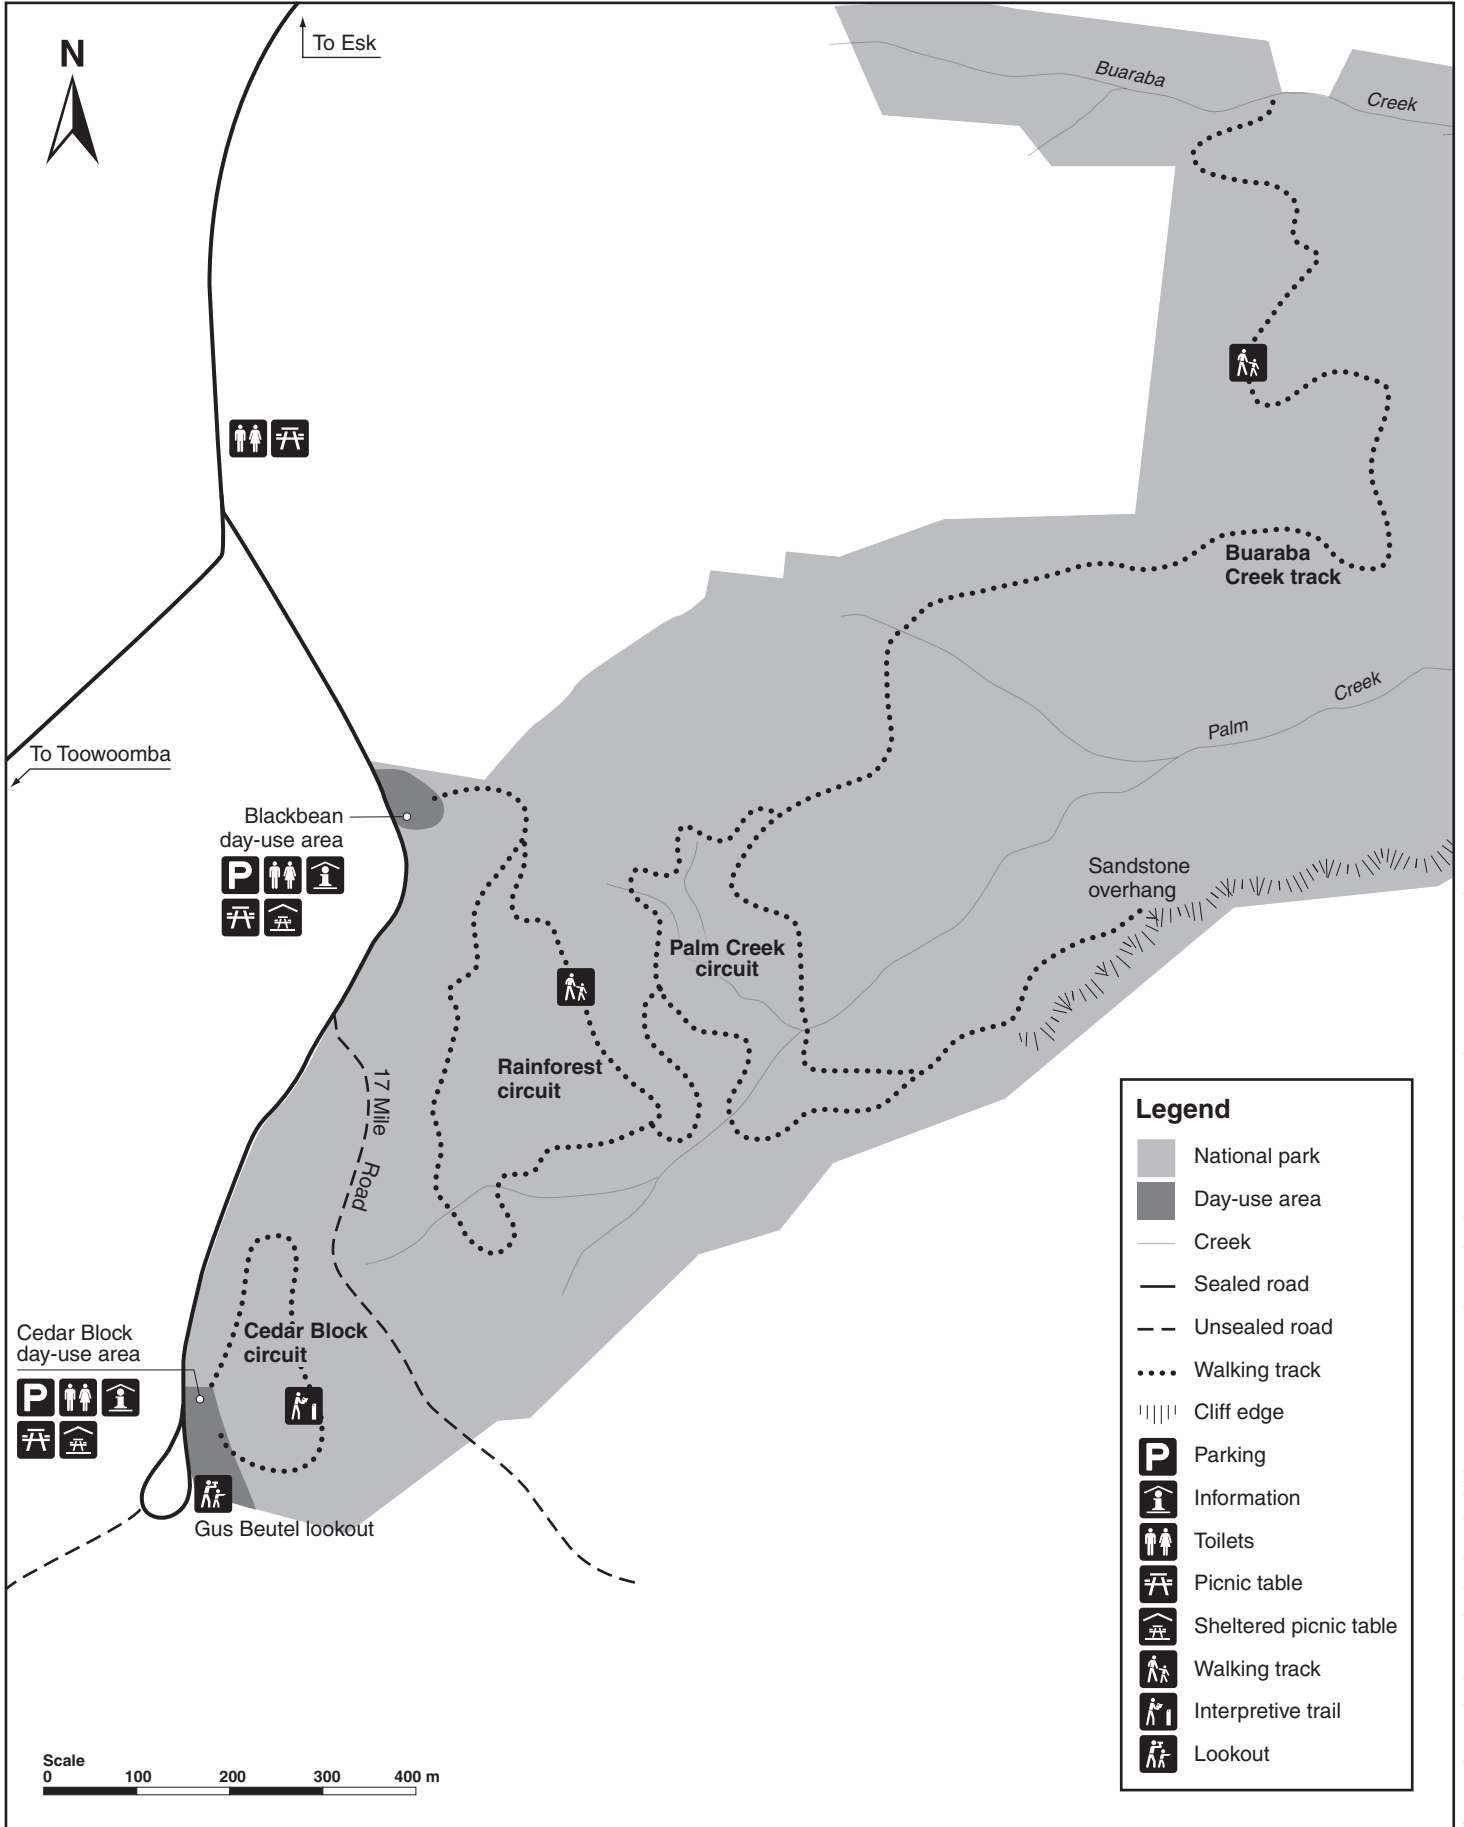 N
To Esk
Buaraba
Creek
Buaraba
Creek track
Creek
Palm
To Toowoomba
Blackbean
day-use area
P
Sandstone
overhang
Palm Creek
circuit
Rainforest
circuit
17 Mile
Road
Cedar Block
circuit
Cedar Block
day-use area
P
Gus Beutel lookout
Legend
National park
Day-use area
Creek
Sealed road
Unsealed road
Walking track
Cliff edge
P Parking
Information
Toilets
Picnic table
Sheltered picnic table
Walking track
Interpretive trail
Lookout
Scale
0 100 200 300 400 m